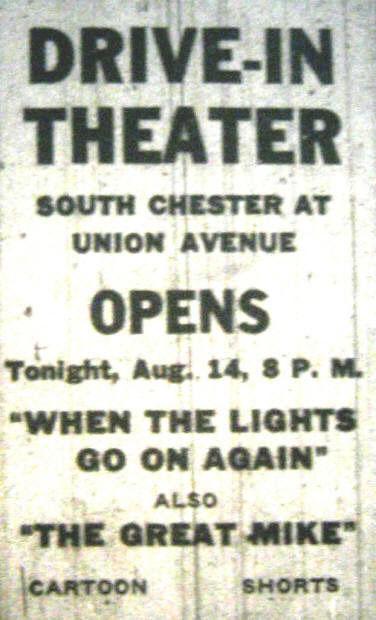 DRIVE-IN
THEATER
SOUTH CHESTER AT
UNION AVENUE
OPENS
Tonight, Aug. 14, 8 P. M.
"WHEN THE LIGHTS
GO ON AGAIN"
ALSO
"THE GREAT MIKE"
CARTOON SHORTS